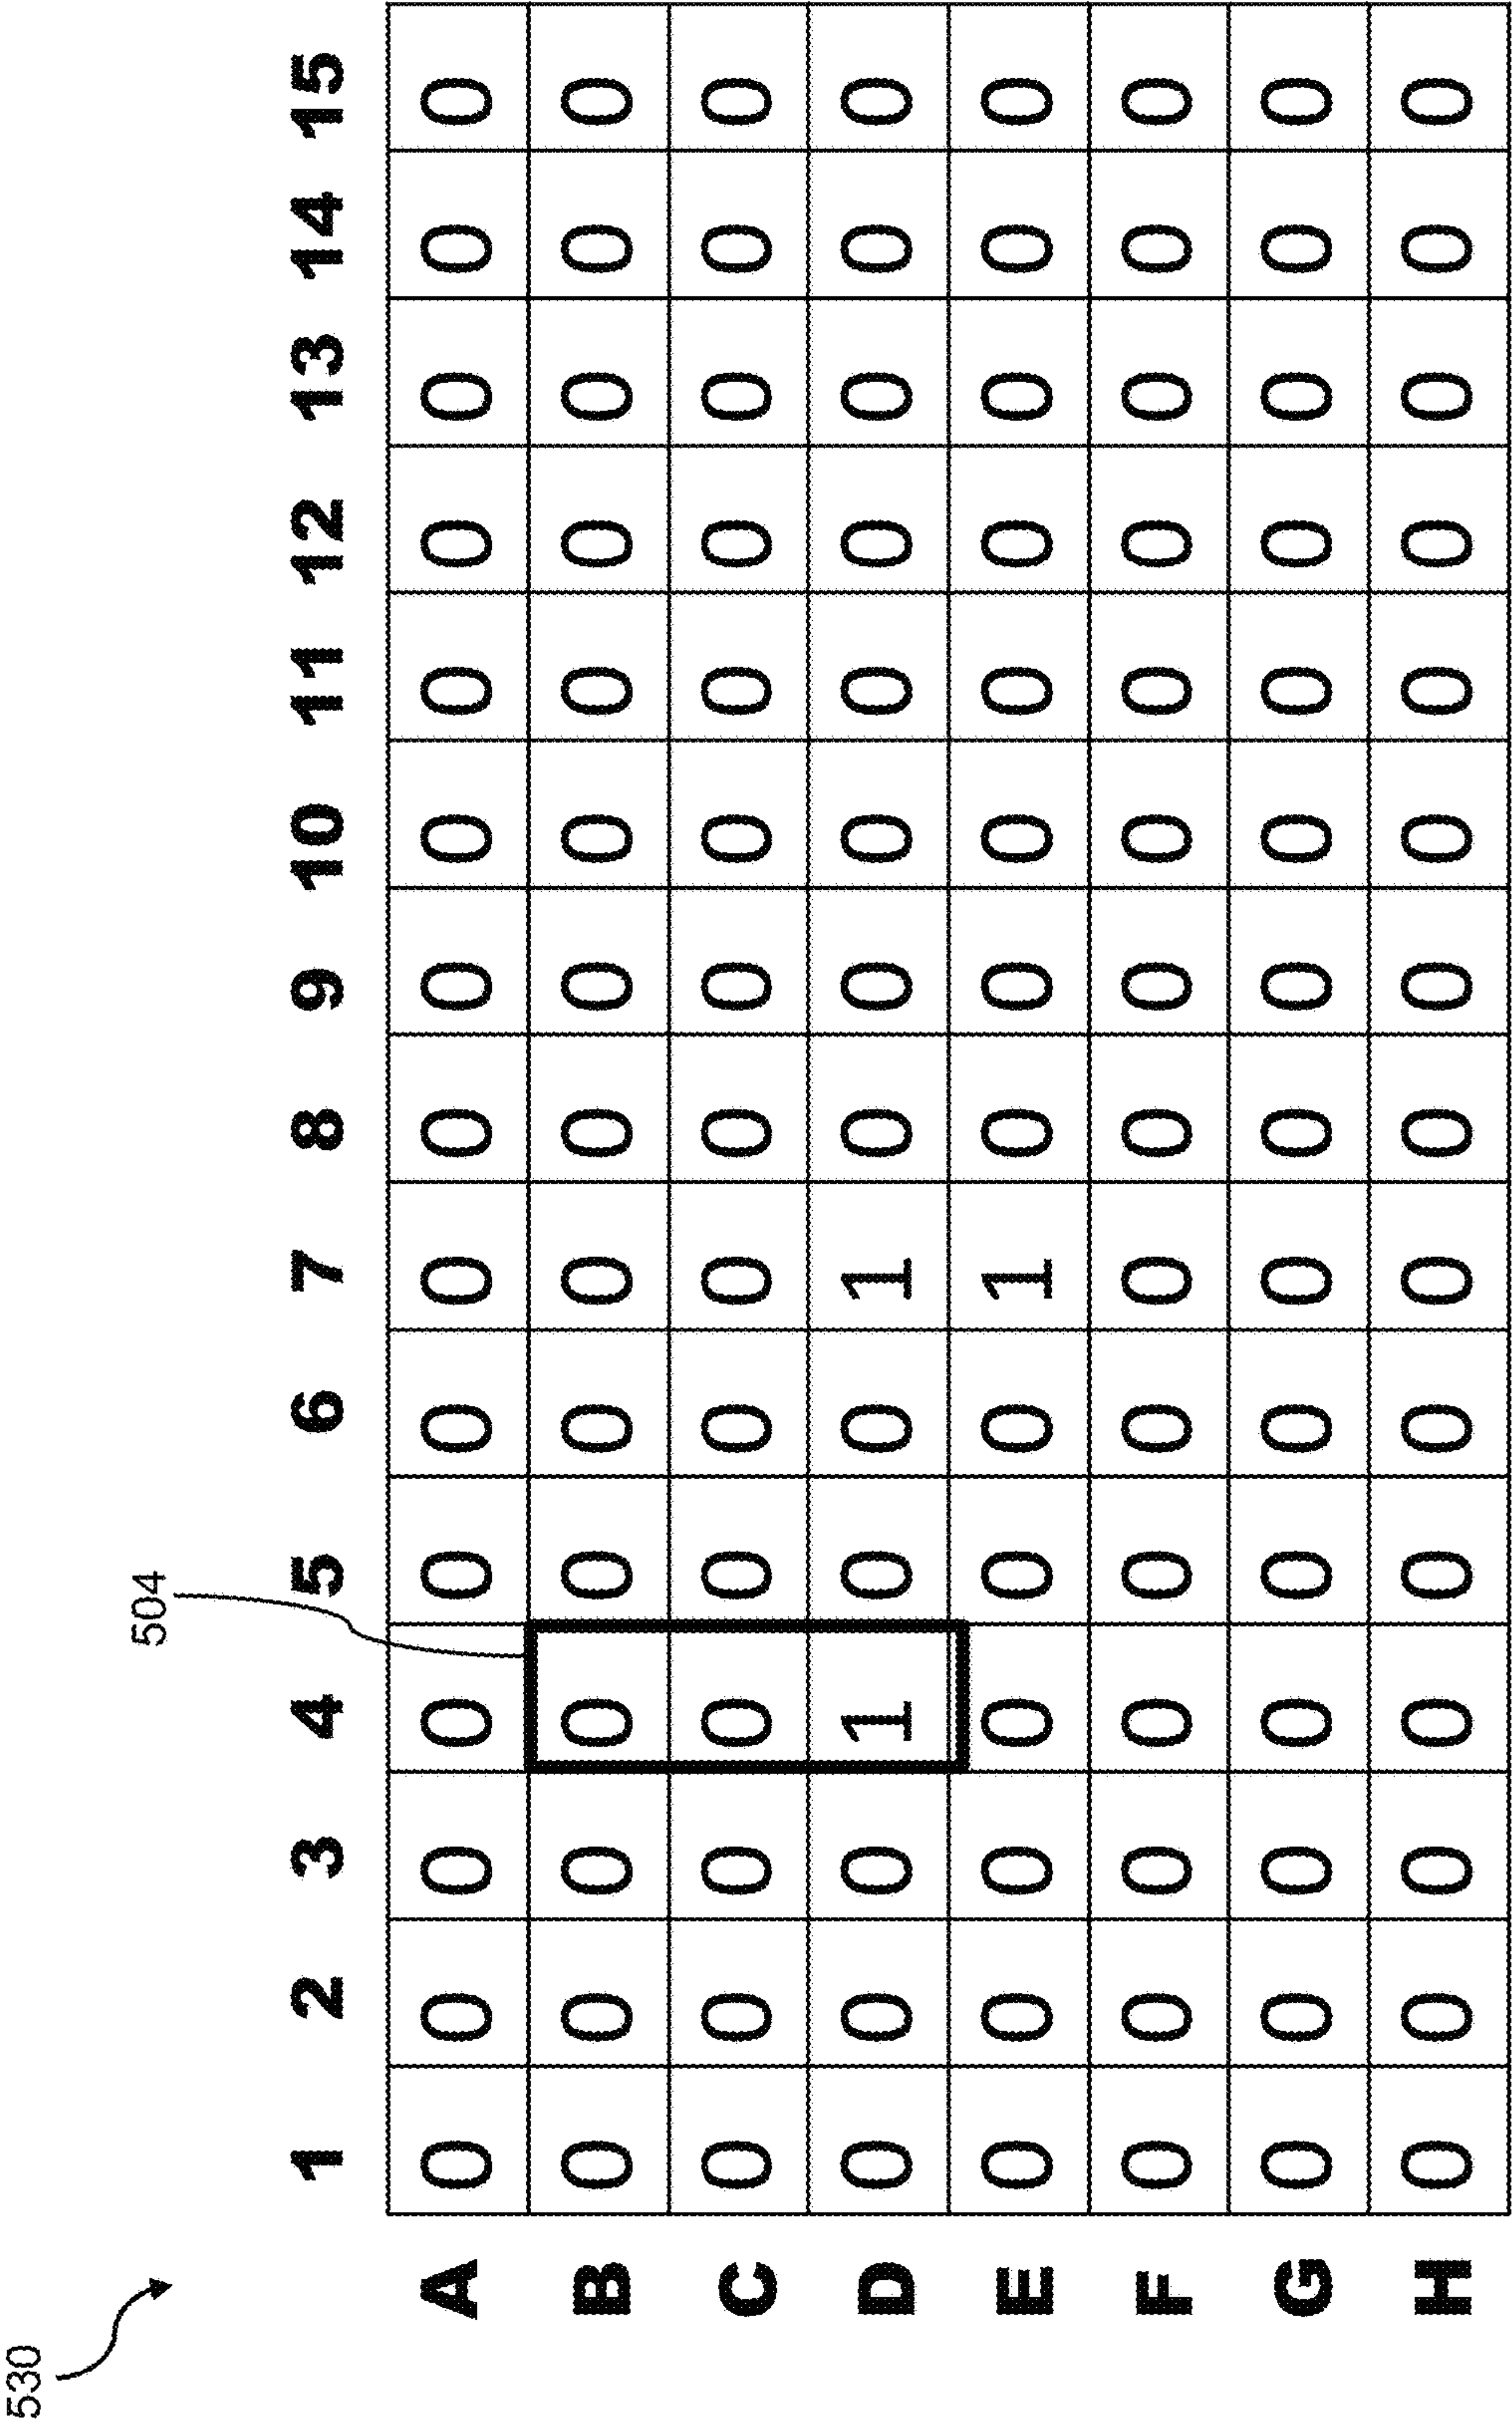 530
504
1 2 3 4 5 6 7 8 9 10 11 12 13 14 15
A 0 0 0 0 0 0 0 0 0 0 0 0 0 0 0
B 0 0 0 0 0 0 0 0 0 0 0 0 0 0 0
C 0 0 0 0 0 0 0 0 0 0 0 0 0 0 0
D 0 0 0 1 0 0 1 0 0 0 0 0 0 0 0
E 0 0 0 0 0 0 1 0 0 0 0 0 0 0 0
F 0 0 0 0 0 0 0 0 0 0 0 0 0 0 0
G 0 0 0 0 0 0 0 0 0 0 0 0 0 0 0
H 0 0 0 0 0 0 0 0 0 0 0 0 0 0 0